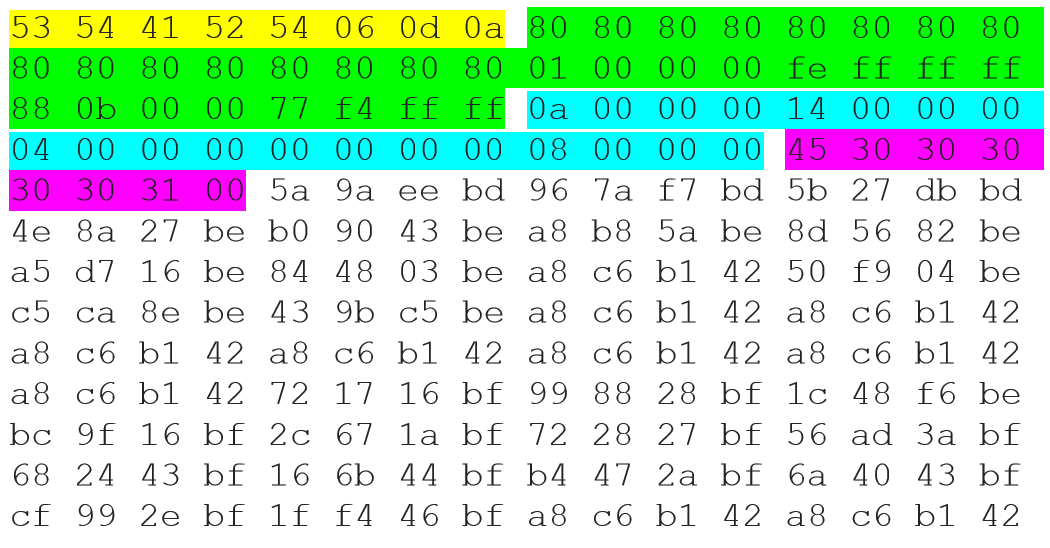 53 54 41 52 54 06 0d 0a 80 80 80 80 80 80 80 80
80 80 80 80 80 80 80 80 01 00 00 00 fe ff ff ff
88 0b 00 00 77 f4 ff ff 0a 00 00 00 14 00 00 00
04 00 00 00 00 00 00 00 08 00 00 00 45 30 30 30
30 30 31 00 5a 9a ee bd 96 7a f7 bd 5b 27 db bd
4e 8a 27 be b0 90 43 be a8 b8 5a be 8d 56 82 be
a5 d7 16 be 84 48 03 be a8 c6 b1 42 50 f9 04 be
c5 ca 8e be 43 9b c5 be a8 c6 b1 42 a8 c6 b1 42
a8 c6 b1 42 a8 c6 b1 42 a8 c6 b1 42 a8 c6 b1 42
a8 c6 b1 42 72 17 16 bf 99 88 28 bf 1c 48 f6 be
bc 9f 16 bf 2c 67 1a bf 72 28 27 bf 56 ad 3a bf
68 24 43 bf 16 6b 44 bf b4 47 2a bf 6a 40 43 bf
cf 99 2e bf 1f f4 46 bf a8 c6 b1 42 a8 c6 b1 42